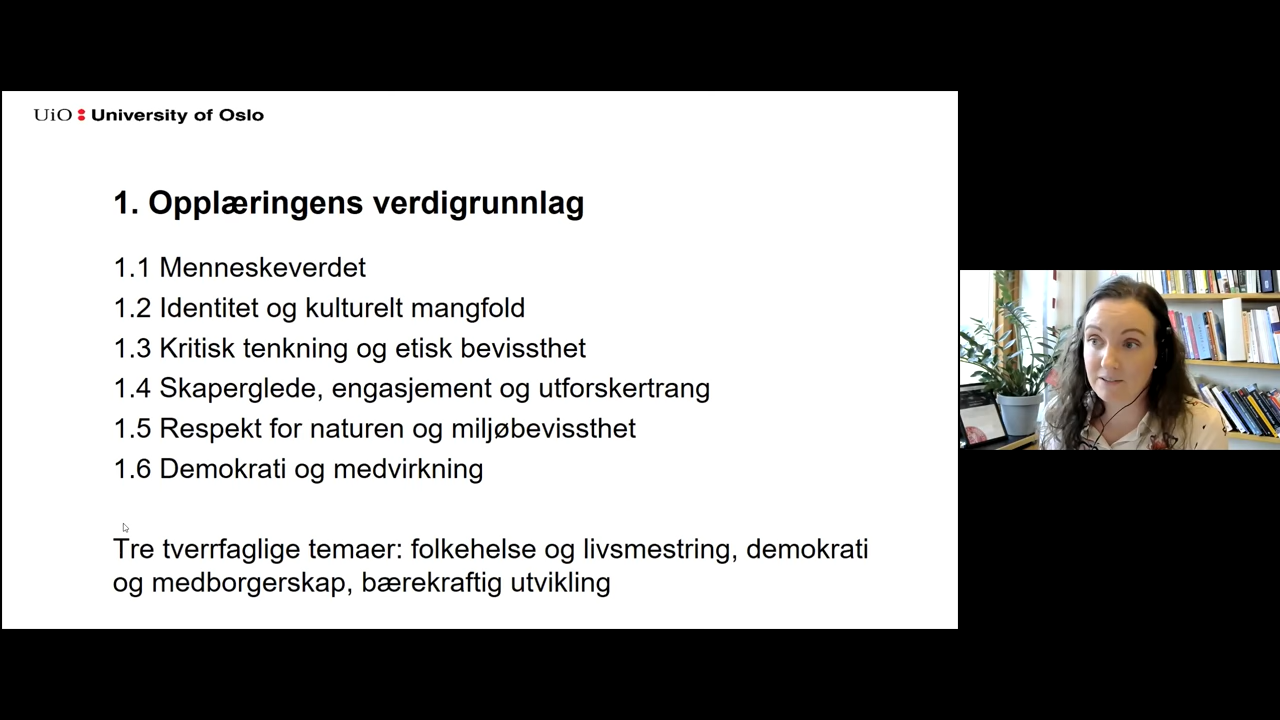 UiO : University of Oslo
1. Opplæringens verdigrunnlag
1.1 Menneskeverdet
1.2 Identitet og kulturelt mangfold
1.3 Kritisk tenkning og etisk bevissthet
1.4 Skaperglede, engasjement og utforskertrang
1.5 Respekt for naturen og miljøbevissthet
1.6 Demokrati og medvirkning
Tre tverrfaglige temaer: folkehelse og livsmestring, demokrati
og medborgerskap, bærekraftig utvikling